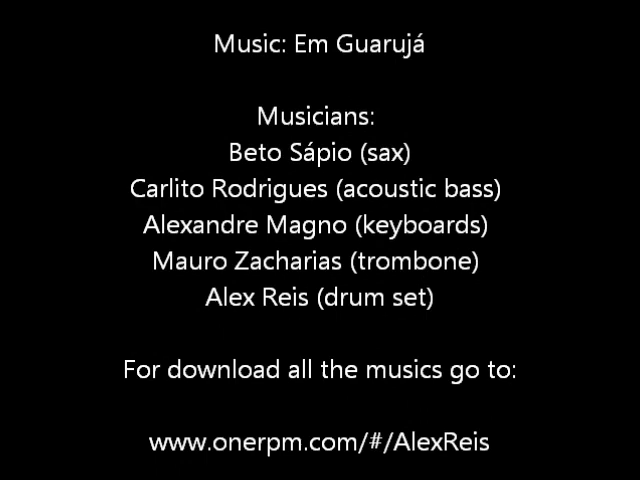 Music: Em Guarujá
Musicians:
Beto Sápio (sax)
Carlito Rodrigues (acoustic bass)
Alexandre Magno (keyboards)
Mauro Zacharias (trombone)
Alex Reis (drum set)
For download all the musics go to:
www.onerpm.com/#/AlexReis